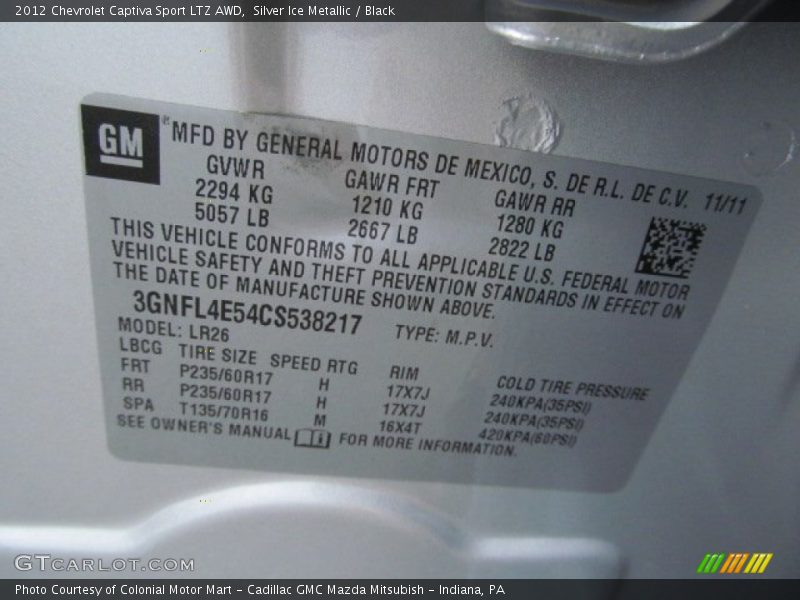 2012 Chevrolet Captiva Sport LTZ AWD,  Silver Ice Metallic / Black
GM
® MFD BY GENERAL MOTORS DE MEXICO, S. DE R.L. DE C.V. 11/11
GVWR GAWR FRT GAWR RR
2294 KG 1210 KG 1280 KG
5057 LB 2667 LB 2822 LB
THIS VEHICLE CONFORMS TO ALL APPLICABLE U.S. FEDERAL MOTOR
VEHICLE SAFETY AND THEFT PREVENTION STANDARDS IN EFFECT ON
THE DATE OF MANUFACTURE SHOWN ABOVE.
3GNFL4E54CS538217 TYPE: M.P.V.
MODEL: LR26
LBCG TIRE SIZE SPEED RTG RIM COLD TIRE PRESSURE
FRT P235/60R17 H 17X7J 240KPA(35PSI)
RR P235/60R17 H 17X7J 240KPA(35PSI)
SPA T135/70R16 M 16X4T 420KPA(60PSI)
SEE OWNER'S MANUAL FOR MORE INFORMATION.
GTCARLOT.COM
Photo Courtesy of Colonial Motor Mart - Cadillac GMC Mazda Mitsubish - Indiana, PA